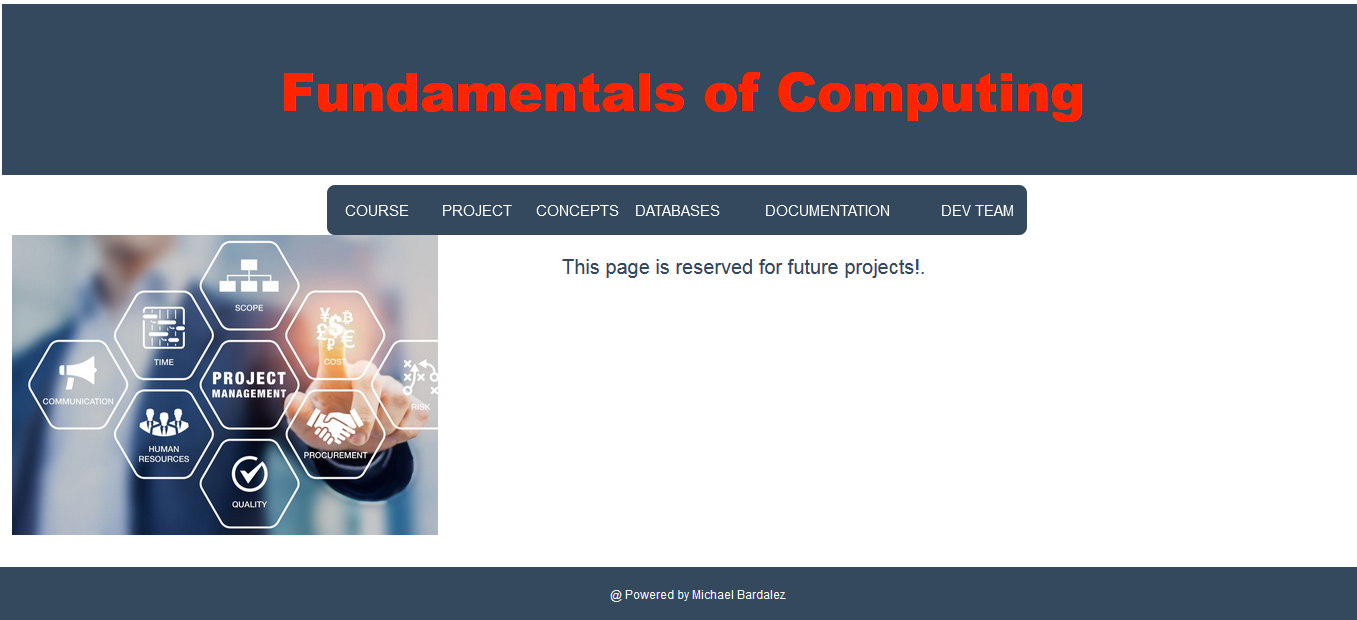 Fundamentals of Computing
COURSE PROJECT CONCEPTS DATABASES DOCUMENTATION DEV TEAM
This page is reserved for future projects!.
SCOPE
TIME
COST
COMMUNICATION
PROJECT
MANAGEMENT
RISK
HUMAN
RESOURCES
PROCUREMENT
QUALITY
@ Powered by Michael Bardalez